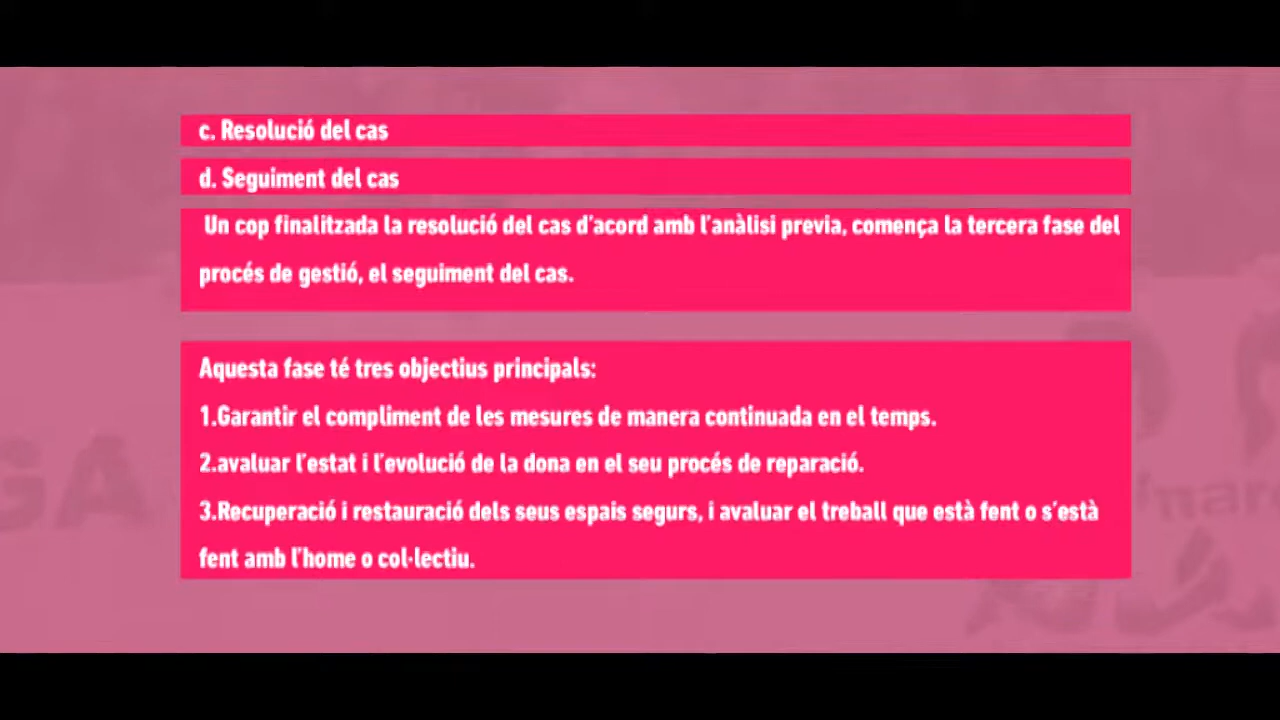 c. Resolució del cas
d. Seguiment del cas
Un cop finalitzada la resolució del cas d'acord amb l'anàlisi previa, comença la tercera fase del
procés de gestió, el seguiment del cas.
Aquesta fase té tres objectius principals:
1.Garantir el compliment de les mesures de manera continuada en el temps.
2.avaluar l'estat i l'evolució de la dona en el seu procés de reparació.
3.Recuperació i restauració dels seus espais segurs, i avaluar el treball que està fent o s'està
fent amb l'home o col·lectiu.